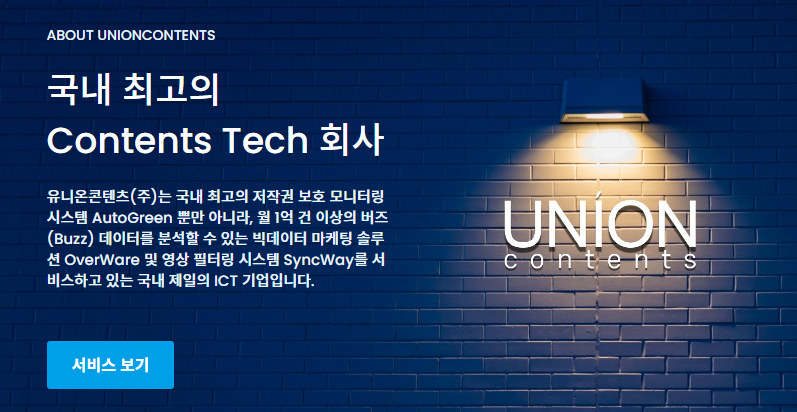 ABOUT UNIONCONTENTS
국내 최고의
Contents Tech 회사
유니온콘텐츠(주)는 국내 최고의 저작권 보호 모니터링
시스템 AutoGreen 뿐만 아니라, 월 1억 건 이상의 버즈
(Buzz) 데이터를 분석할 수 있는 빅데이터 마케팅 솔루
션 OverWare 및 영상 필터링 시스템 SyncWay를 서
비스하고 있는 국내 제일의 ICT 기업입니다.
UNION
contents
서비스 보기